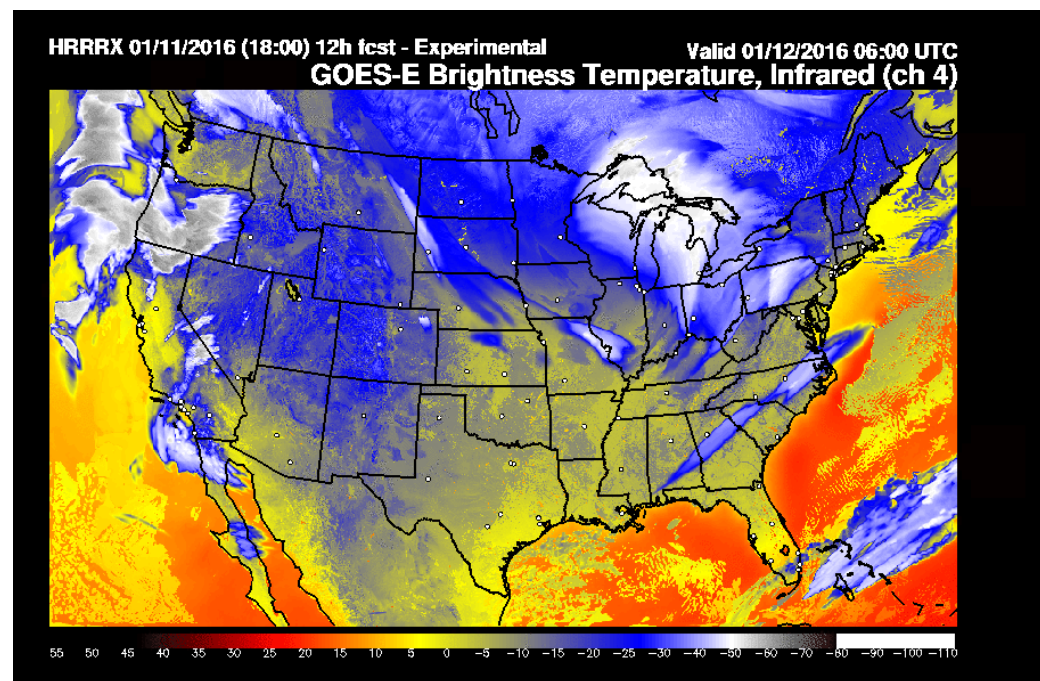 HRRRX 01/11/2016 (18:00) 12h fcst - Experimental
Valid 01/12/2016 06:00 UTC
GOES-E Brightness Temperature, Infrared (ch 4)
55 50 45 40 35 30 25 20 15 10 5 0 -5 -10 -15 -20 -25 -30 -40 -50 -60 -70 -80 -90 -100 -110